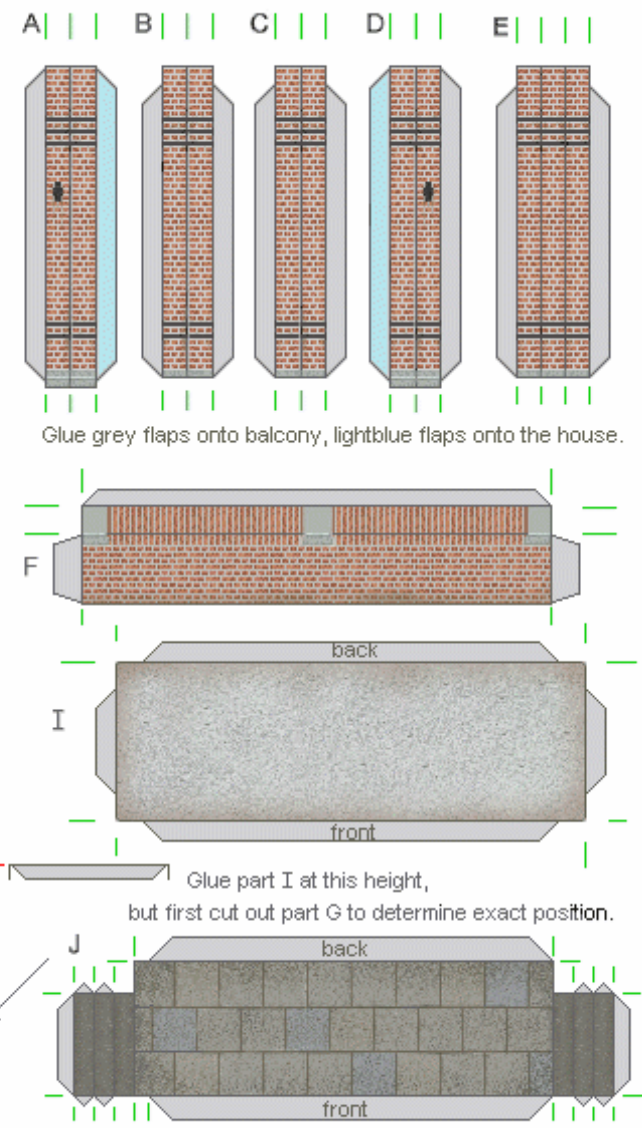 A B C D E
Glue grey flaps onto balcony, lightblue flaps onto the house.
F
back
I
front
Glue part I at this height,
but first cut out part G to determine exact position.
J
back
front